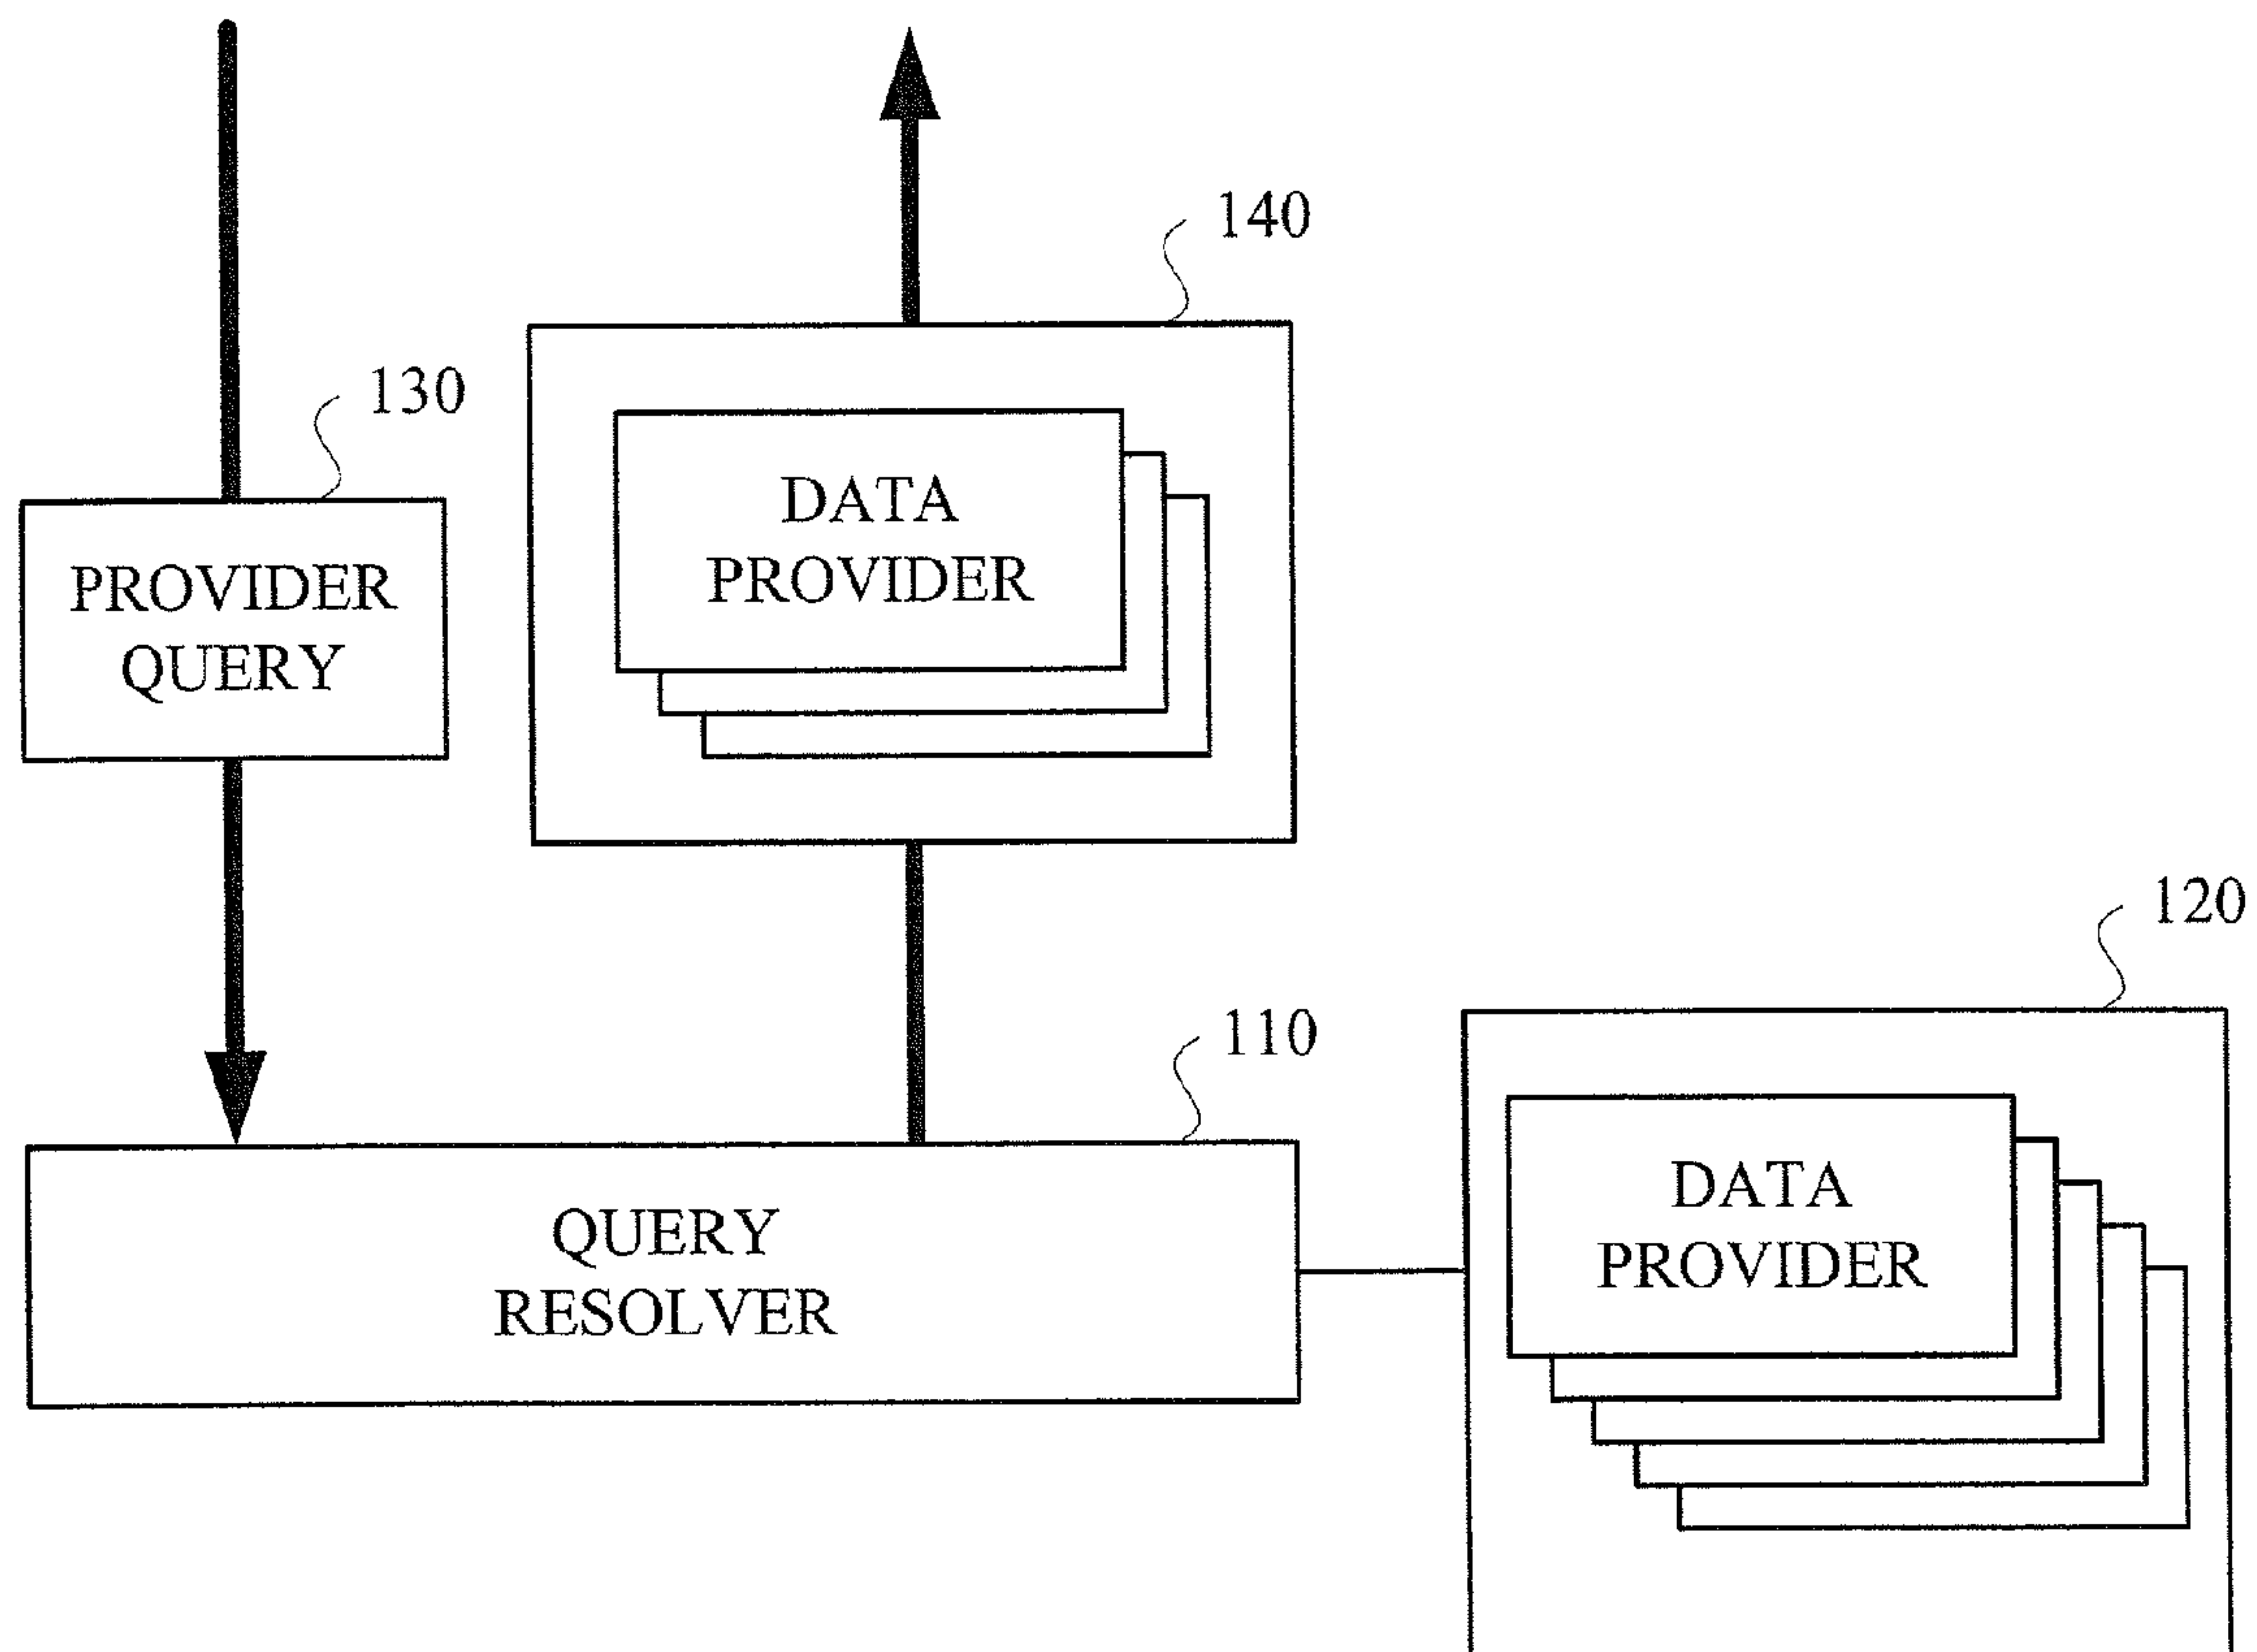 140
130
DATA
PROVIDER
PROVIDER
QUERY
120
110
DATA
PROVIDER
QUERY
RESOLVER